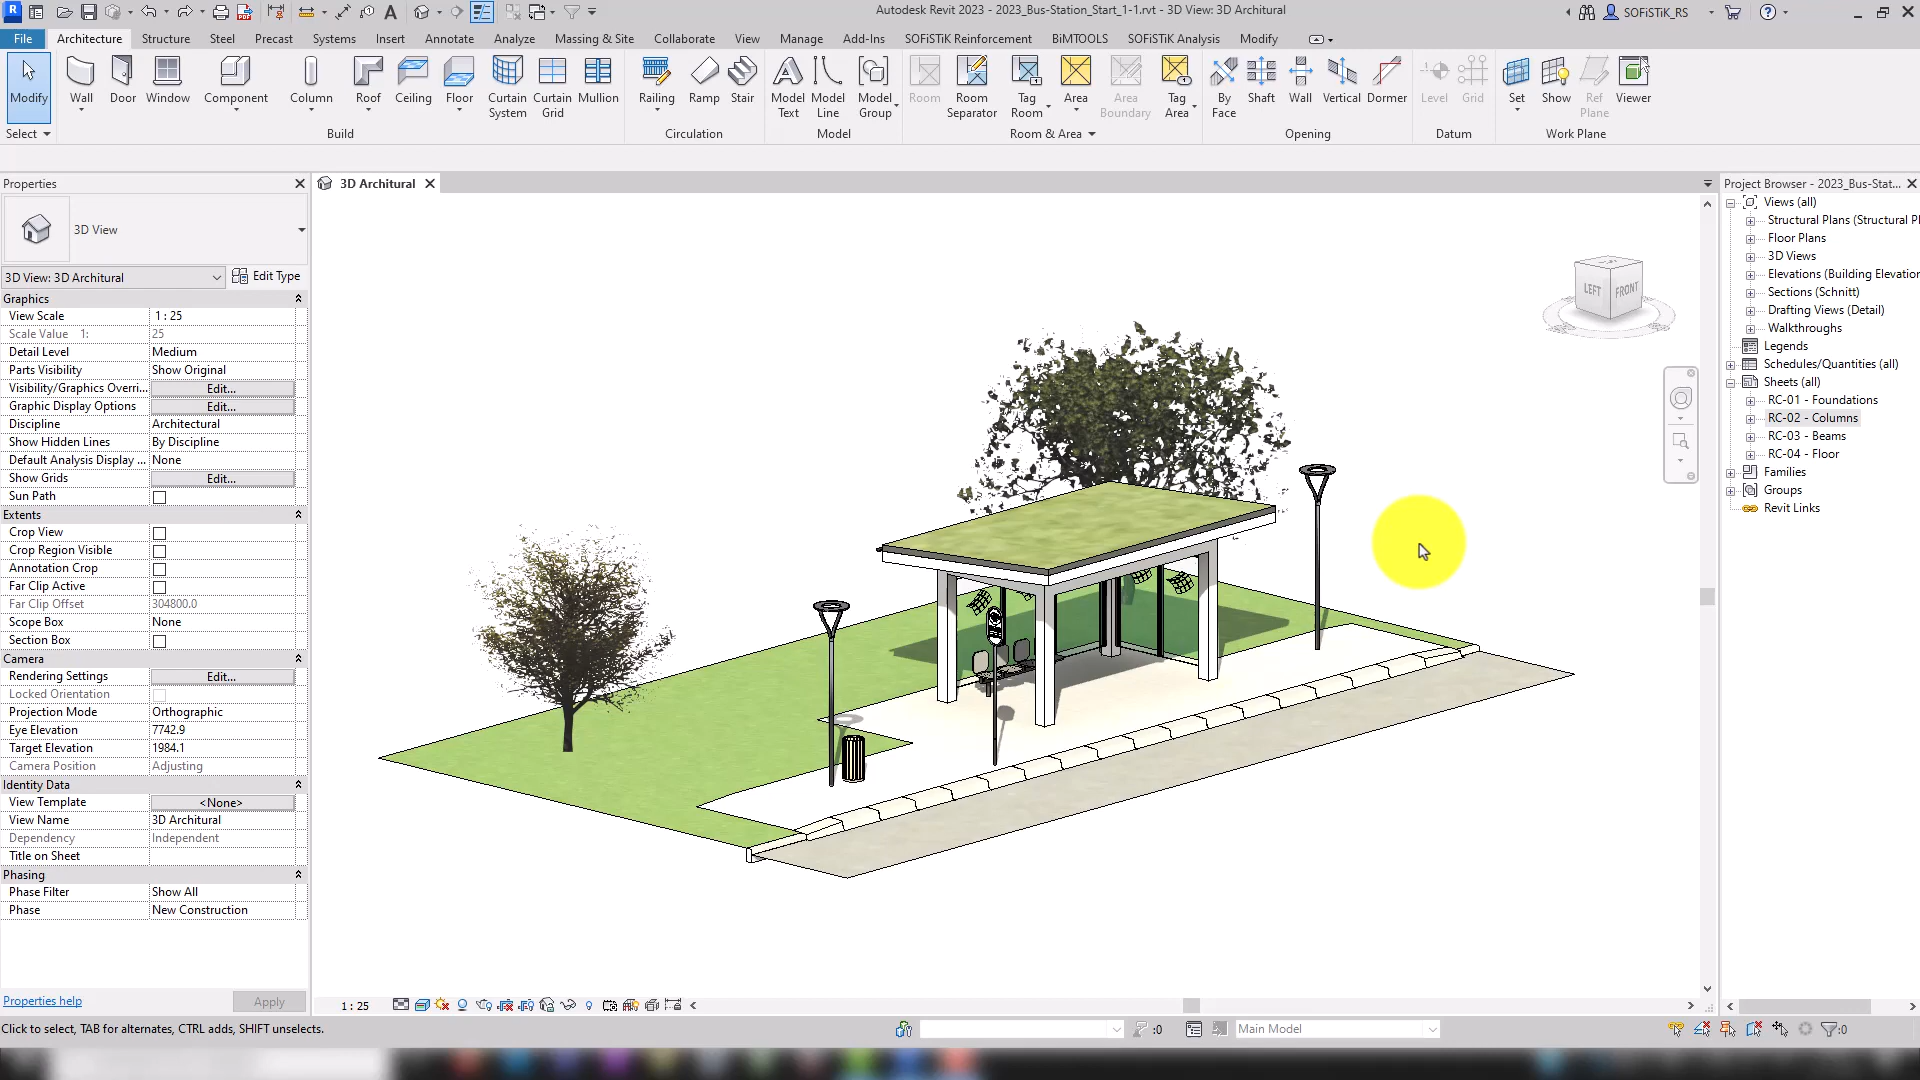 Autodesk Revit 2023 - 2023_Bus-Station_Start_1-1.rvt - 3D View: 3D Architural
SOFiSTiK_RS
File Architecture Structure Steel Precast Systems Insert Annotate Analyze Massing & Site Collaborate View Manage Add-Ins SOFiSTiK Reinforcement BiMTOOLS SOFiSTiK Analysis Modify
Modify Wall Door Window Component Column Roof Ceiling Floor Curtain System Curtain Grid Mullion Railing Ramp Stair Model Text Model Line Model Group Room Room Separator Tag Room Area Area Boundary Tag Area By Face Shaft Wall Vertical Dormer Level Grid Set Show Ref Plane Viewer
Select Build Circulation Model Room & Area Opening Datum Work Plane
Properties
3D View
3D View: 3D Architural Edit Type
Graphics
View Scale 1 : 25
Scale Value 1: 25
Detail Level Medium
Parts Visibility Show Original
Visibility/Graphics Overri... Edit...
Graphic Display Options Edit...
Discipline Architectural
Show Hidden Lines By Discipline
Default Analysis Display ... None
Show Grids Edit...
Sun Path
Extents
Crop View
Crop Region Visible
Annotation Crop
Far Clip Active
Far Clip Offset 304800.0
Scope Box None
Section Box
Camera
Rendering Settings Edit...
Locked Orientation
Projection Mode Orthographic
Eye Elevation 7742.9
Target Elevation 1984.1
Camera Position Adjusting
Identity Data
View Template <None>
View Name 3D Architural
Dependency Independent
Title on Sheet
Phasing
Phase Filter Show All
Phase New Construction
Properties help Apply
3D Architural
LEFT FRONT
1 : 25
Project Browser - 2023_Bus-Stat...
Views (all)
Structural Plans (Structural Pl
Floor Plans
3D Views
Elevations (Building Elevation
Sections (Schnitt)
Drafting Views (Detail)
Walkthroughs
Legends
Schedules/Quantities (all)
Sheets (all)
RC-01 - Foundations
RC-02 - Columns
RC-03 - Beams
RC-04 - Floor
Families
Groups
Revit Links
Click to select, TAB for alternates, CTRL adds, SHIFT unselects.
:0
Main Model
:0